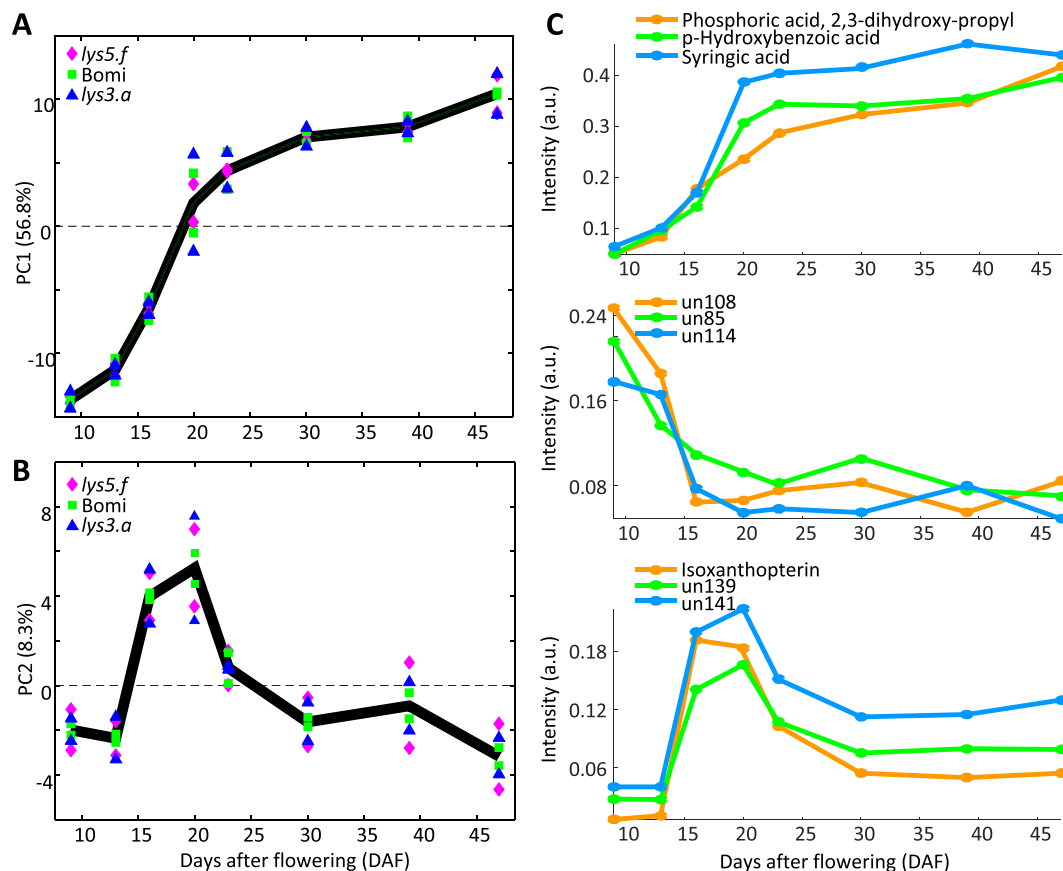 A
lys5.f
Bomi
lys3.a
PC1 (56.8%)
10
0
-10
10 15 20 25 30 35 40 45
B
lys5.f
Bomi
lys3.a
PC2 (8.3%)
8
4
0
-4
10 15 20 25 30 35 40 45
Days after flowering (DAF)
C
Phosphoric acid, 2,3-dihydroxy-propyl
p-Hydroxybenzoic acid
Syringic acid
Intensity (a.u.)
0.4
0.3
0.2
0.1
10 15 20 25 30 35 40 45
un108
un85
un114
Intensity (a.u.)
0.24
0.16
0.08
10 15 20 25 30 35 40 45
Isoxanthopterin
un139
un141
Intensity (a.u.)
0.18
0.12
0.06
10 15 20 25 30 35 40 45
Days after flowering (DAF)